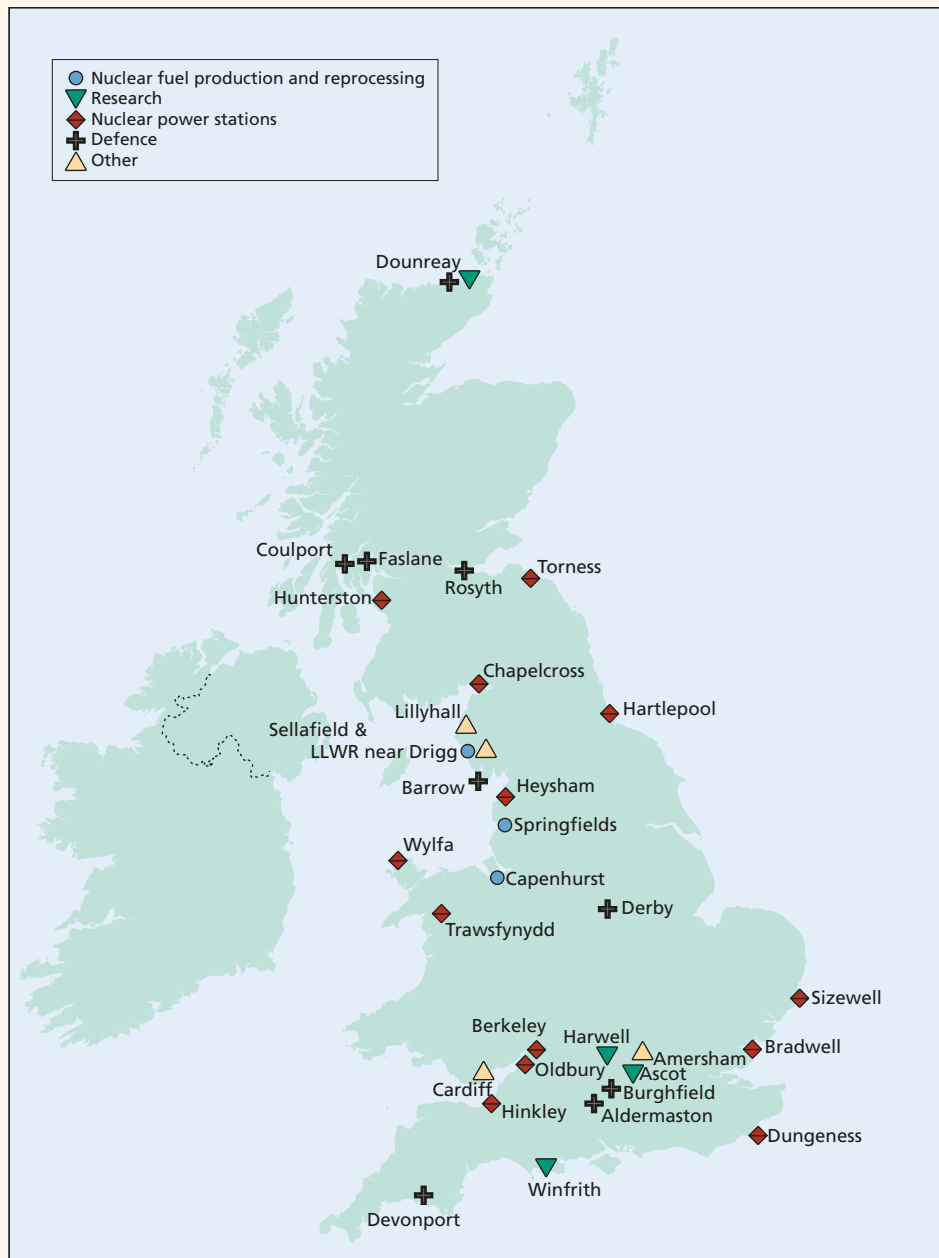 Nuclear fuel production and reprocessing
Research
Nuclear power stations
Defence
Other
Dounreay
Coulport
Faslane
Rosyth
Torness
Hunterston
Chapelcross
Lillyhall
Hartlepool
Sellafield &
LLWR near Drigg
Barrow
Heysham
Springfields
Wylfa
Capenhurst
Derby
Trawsfynydd
Sizewell
Berkeley
Harwell
Bradwell
Amersham
Oldbury
Ascot
Cardiff
Burghfield
Hinkley
Aldermaston
Dungeness
Winfrith
Devonport